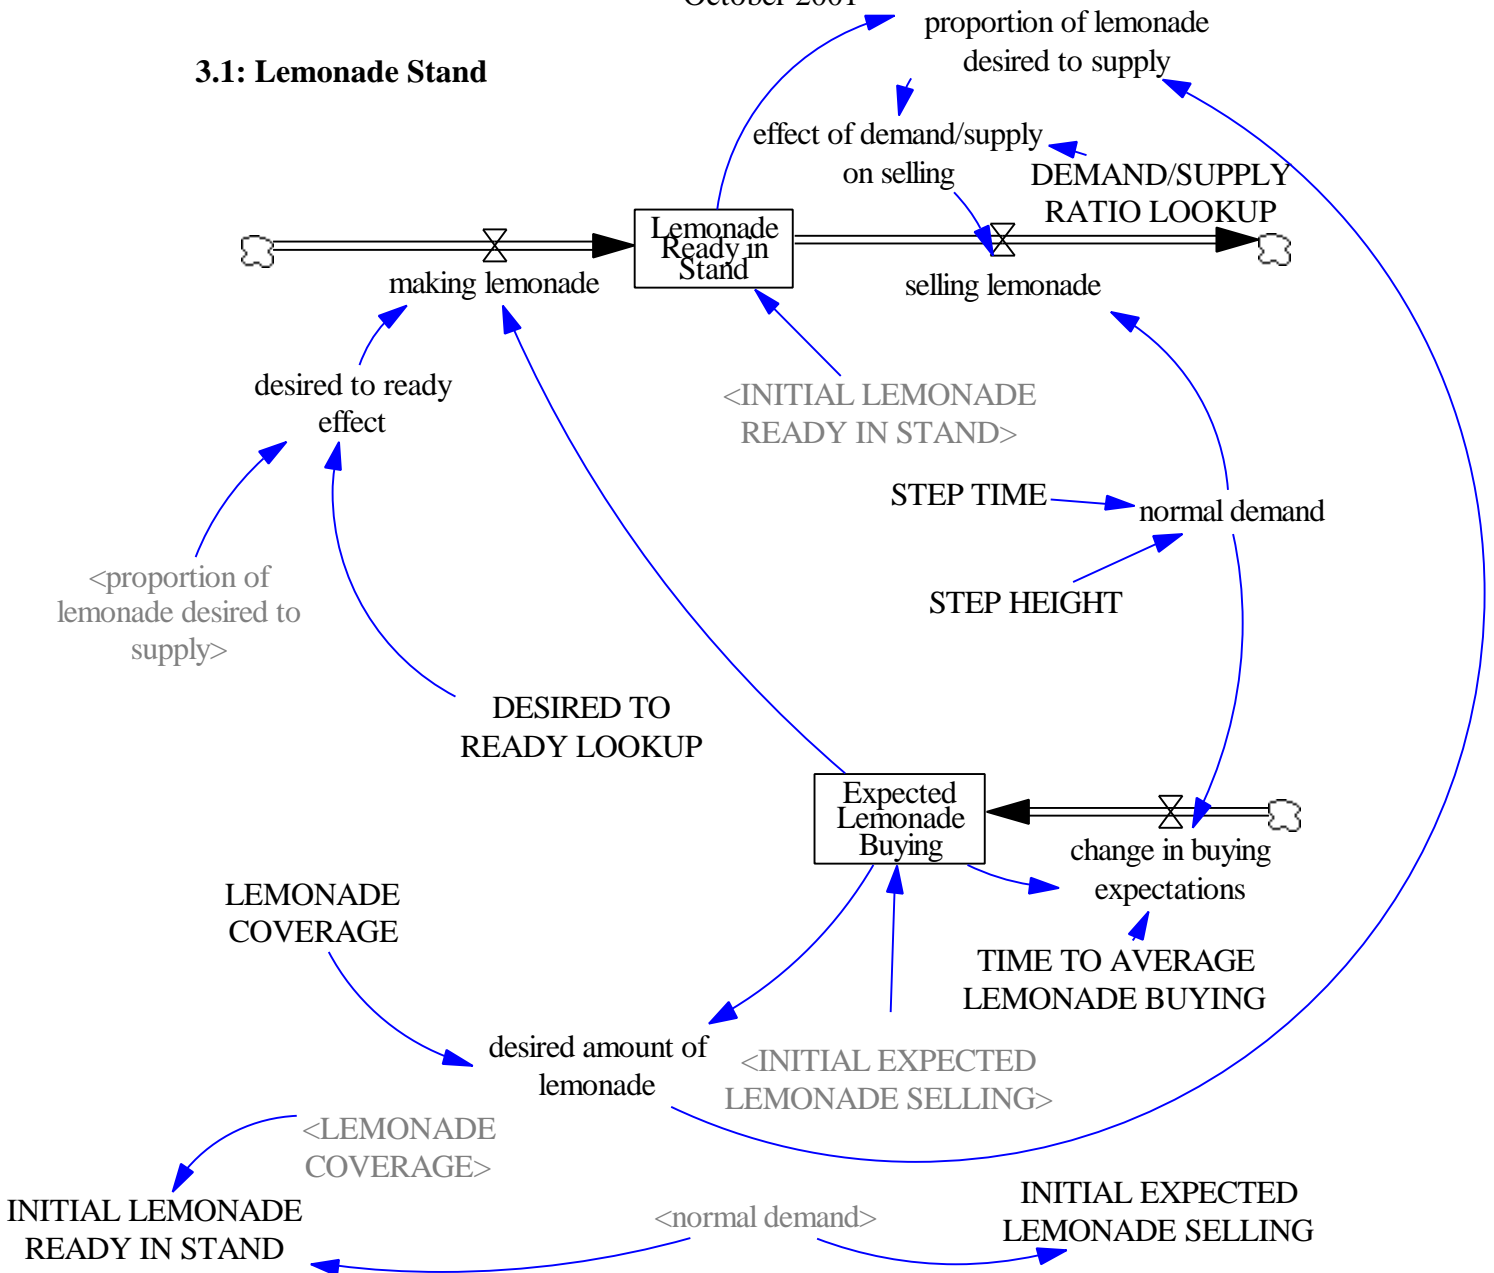 October 2001
proportion of lemonade
desired to supply
3.1: Lemonade Stand
effect of demand/supply
on selling
DEMAND/SUPPLY
RATIO LOOKUP
Lemonade
Ready in
Stand
making lemonade
selling lemonade
desired to ready
effect
<INITIAL LEMONADE
READY IN STAND>
STEP TIME
normal demand
<proportion of
lemonade desired to
supply>
STEP HEIGHT
DESIRED TO
READY LOOKUP
Expected
Lemonade
Buying
change in buying
expectations
LEMONADE
COVERAGE
TIME TO AVERAGE
LEMONADE BUYING
desired amount of
lemonade
<INITIAL EXPECTED
LEMONADE SELLING>
<LEMONADE
COVERAGE>
INITIAL LEMONADE
READY IN STAND
<normal demand>
INITIAL EXPECTED
LEMONADE SELLING